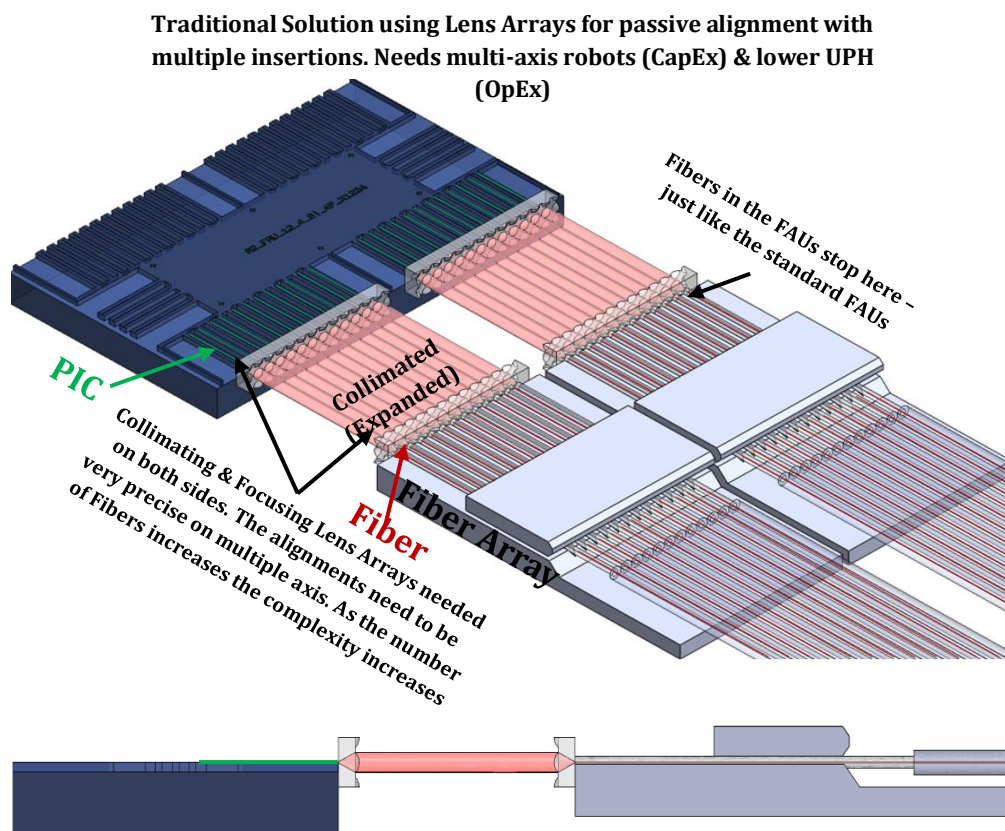 Traditional Solution using Lens Arrays for passive alignment with
multiple insertions. Needs multi-axis robots (CapEx) & lower UPH
(OpEx)
Fibers in the FAUs stop here –
just like the standard FAUs
PIC
Collimated
(Expanded)
Collimating & Focusing Lens Arrays needed
on both sides. The alignments need to be
very precise on multiple axis. As the number
of Fibers increases the complexity increases
Fiber
Fiber Array